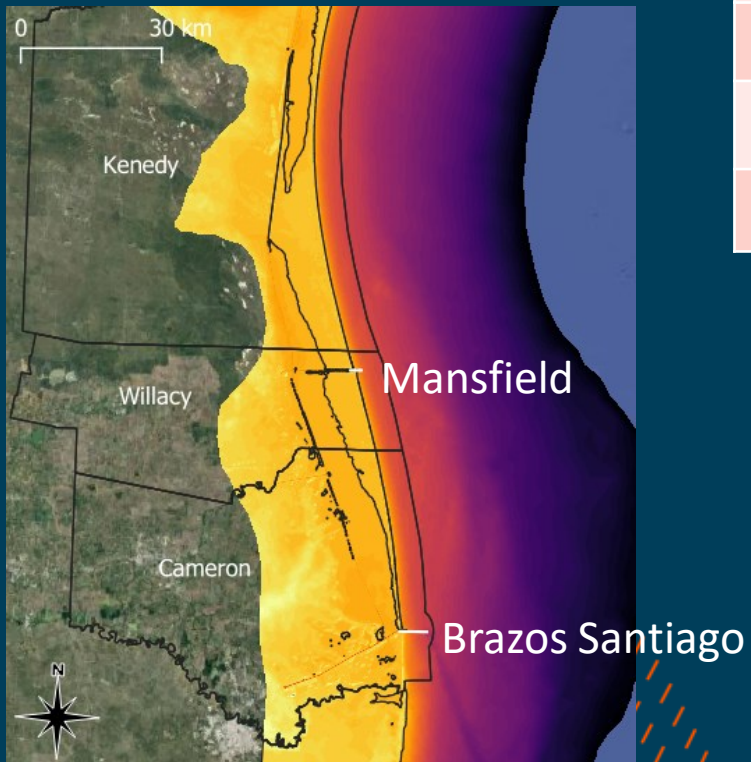 0 30 km
Kenedy
Mansfield
Willacy
Cameron
Brazos Santiago
N